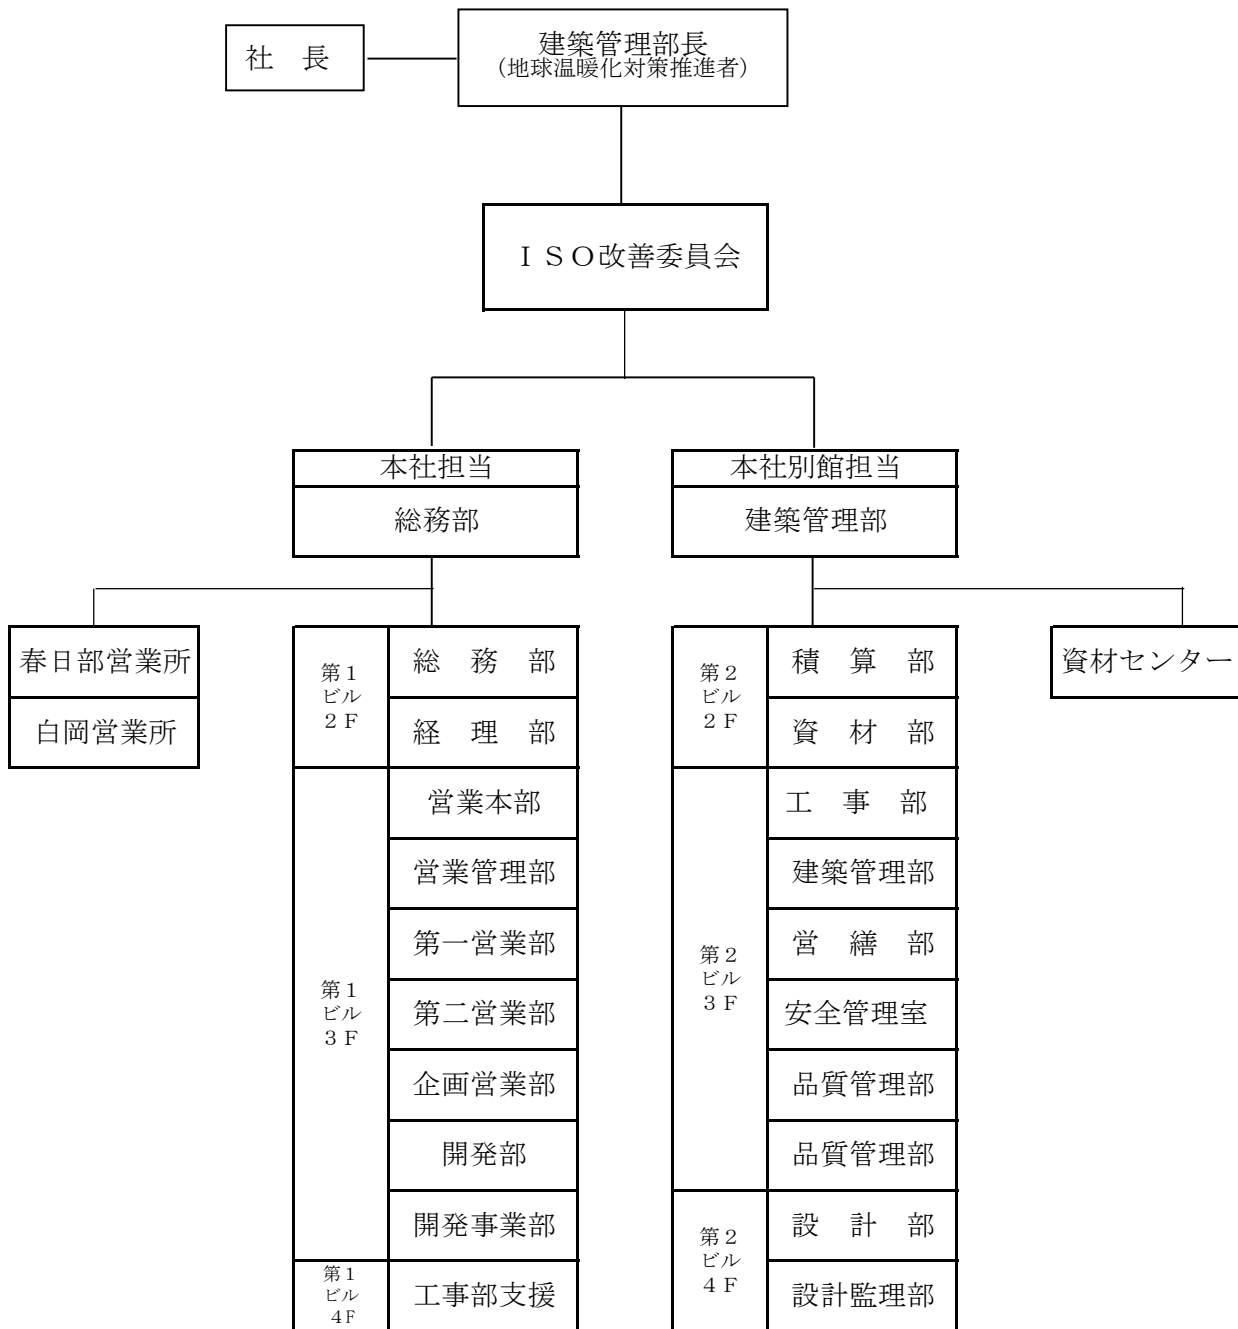 社　長
建築管理部長
（地球温暖化対策推進者）
ＩＳＯ改善委員会
本社担当
総務部
本社別館担当
建築管理部
春日部営業所
白岡営業所
第１
ビル
２Ｆ
総　務　部
経　理　部
第１
ビル
３Ｆ
営業本部
営業管理部
第一営業部
第二営業部
企画営業部
開発部
開発事業部
第１
ビル
４Ｆ
工事部支援
第２
ビル
２Ｆ
積　算　部
資　材　部
第２
ビル
３Ｆ
工　事　部
建築管理部
営　繕　部
安全管理室
品質管理部
品質管理部
第２
ビル
４Ｆ
設　計　部
設計監理部
資材センター